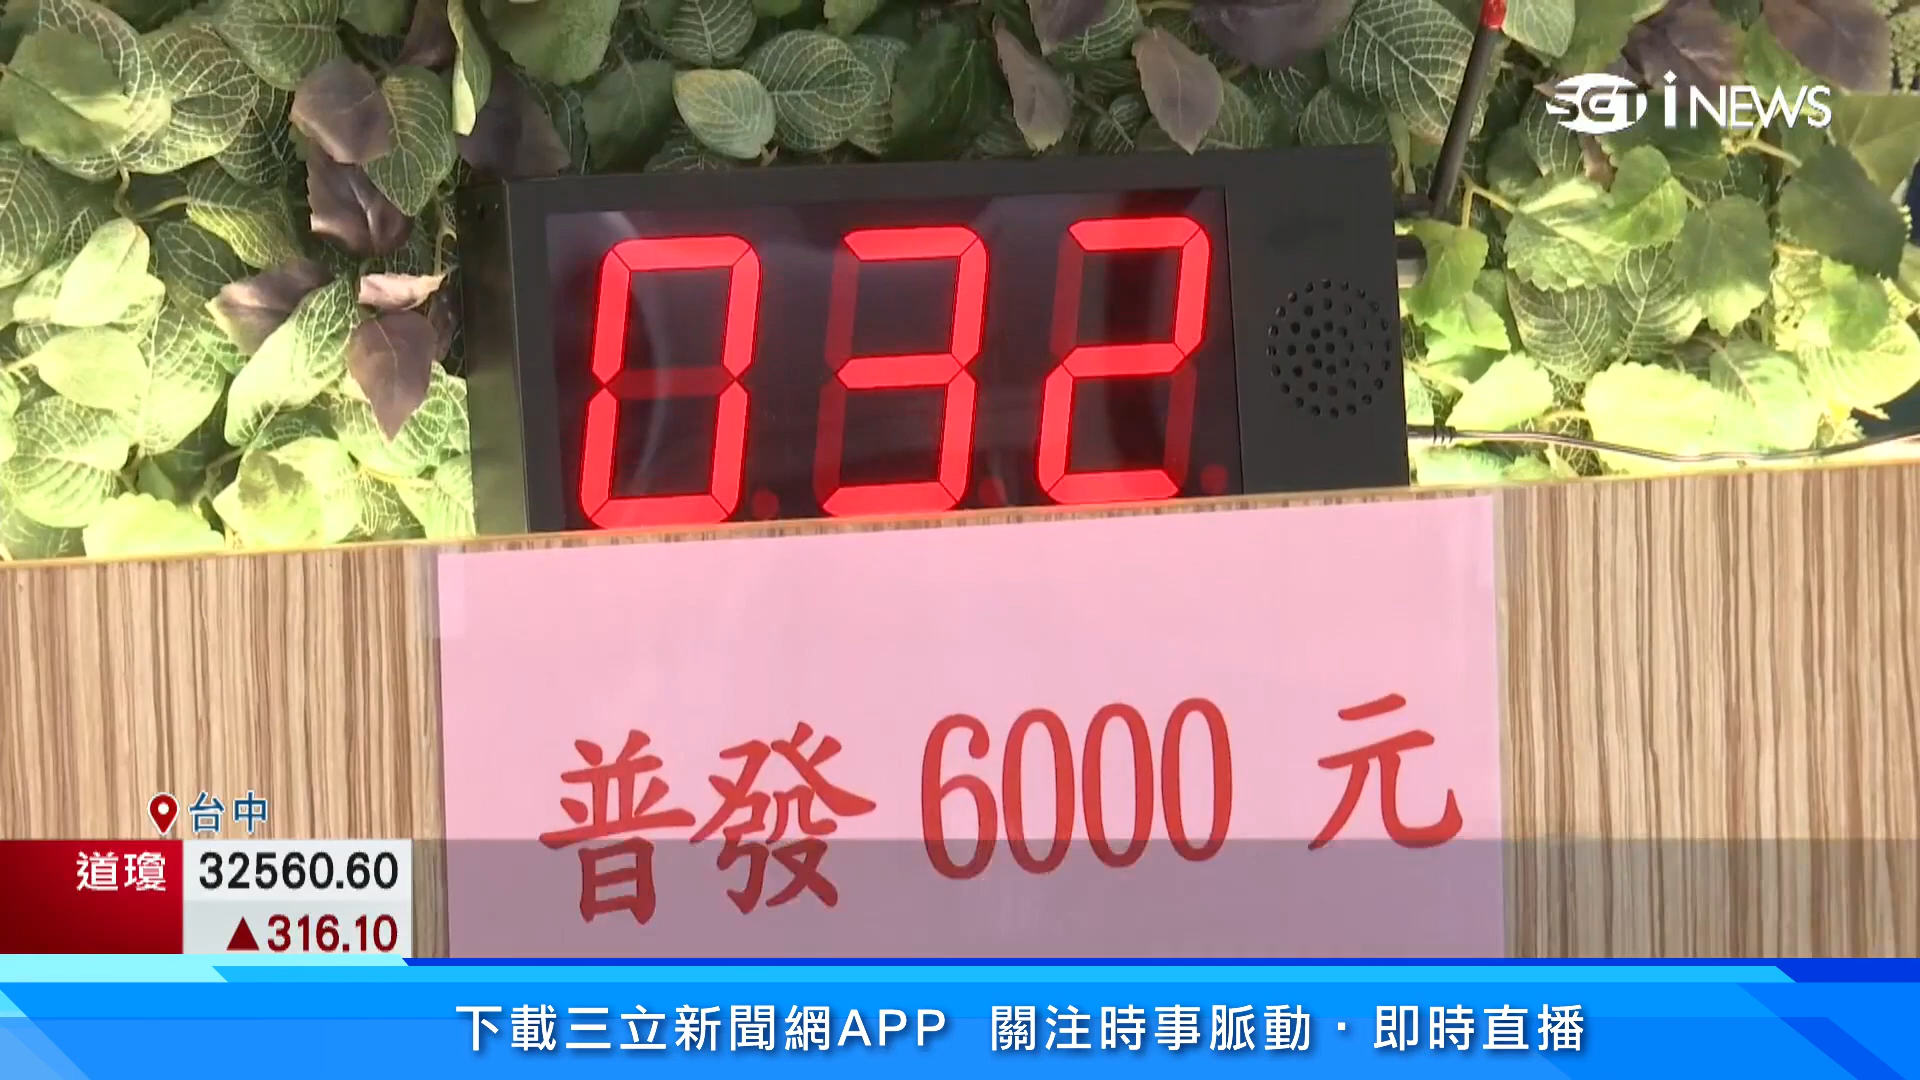 SET iNEWS
032
普發 6000 元
台中
道瓊 32560.60
▲316.10
下載三立新聞網APP 關注時事脈動・即時直播